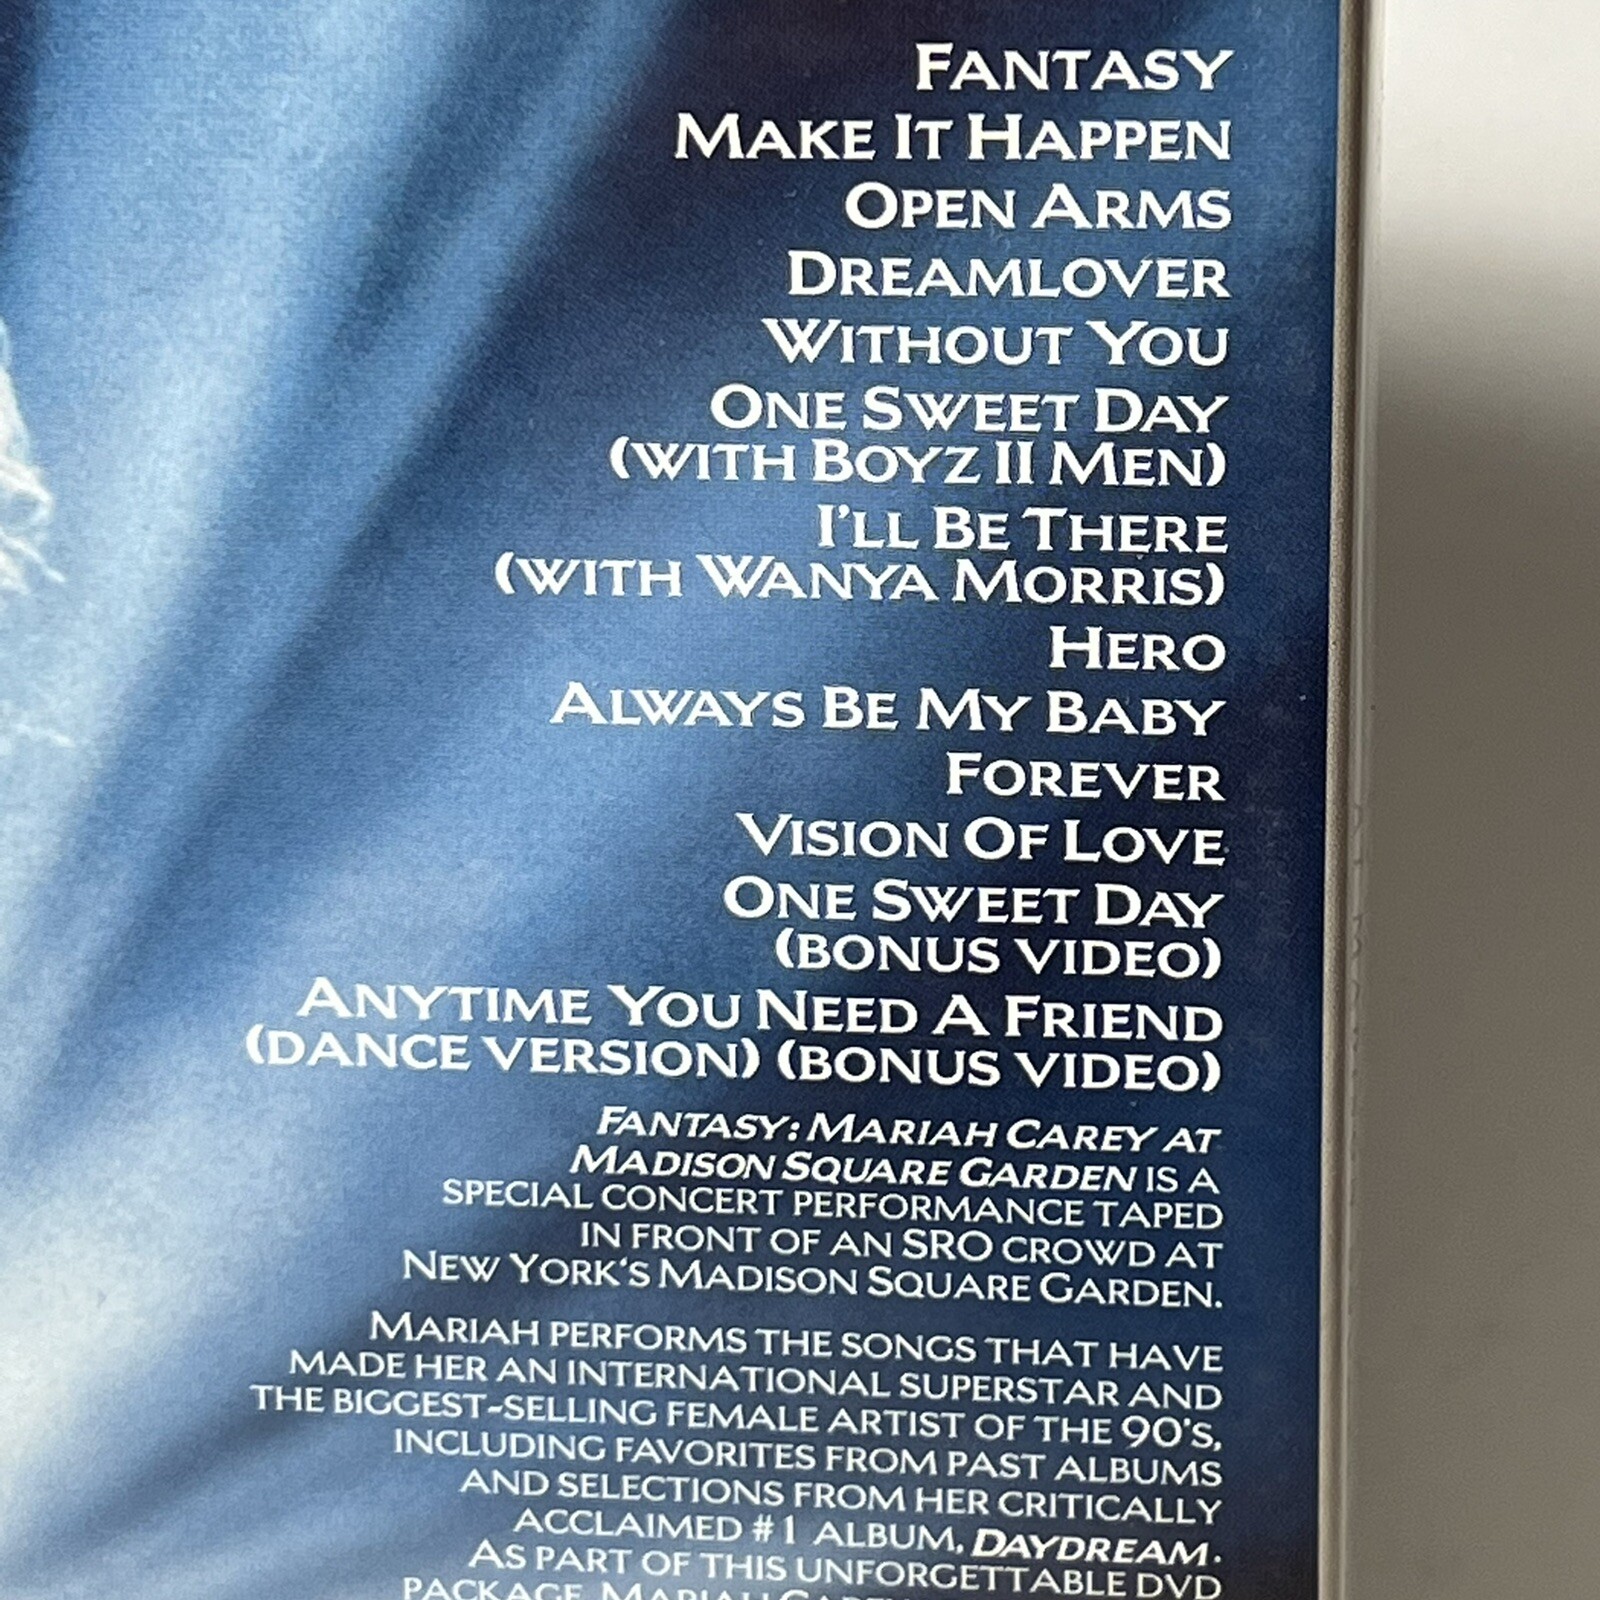 FANTASY
MAKE IT HAPPEN
OPEN ARMS
DREAMLOVER
WITHOUT YOU
ONE SWEET DAY
(WITH BOYZ II MEN)
I'LL BE THERE
(WITH WANYA MORRIS)
HERO
ALWAYS BE MY BABY
FOREVER
VISION OF LOVE
ONE SWEET DAY
(BONUS VIDEO)
ANYTIME YOU NEED A FRIEND
(DANCE VERSION) (BONUS VIDEO)
FANTASY: MARIAH CAREY AT
MADISON SQUARE GARDEN IS A
SPECIAL CONCERT PERFORMANCE TAPED
IN FRONT OF AN SRO CROWD AT
NEW YORK'S MADISON SQUARE GARDEN.
MARIAH PERFORMS THE SONGS THAT HAVE
MADE HER AN INTERNATIONAL SUPERSTAR AND
THE BIGGEST-SELLING FEMALE ARTIST OF THE 90'S,
INCLUDING FAVORITES FROM PAST ALBUMS
AND SELECTIONS FROM HER CRITICALLY
ACCLAIMED #1 ALBUM, DAYDREAM.
AS PART OF THIS UNFORGETTABLE DVD
PACKAGE, MARIAH CAREY